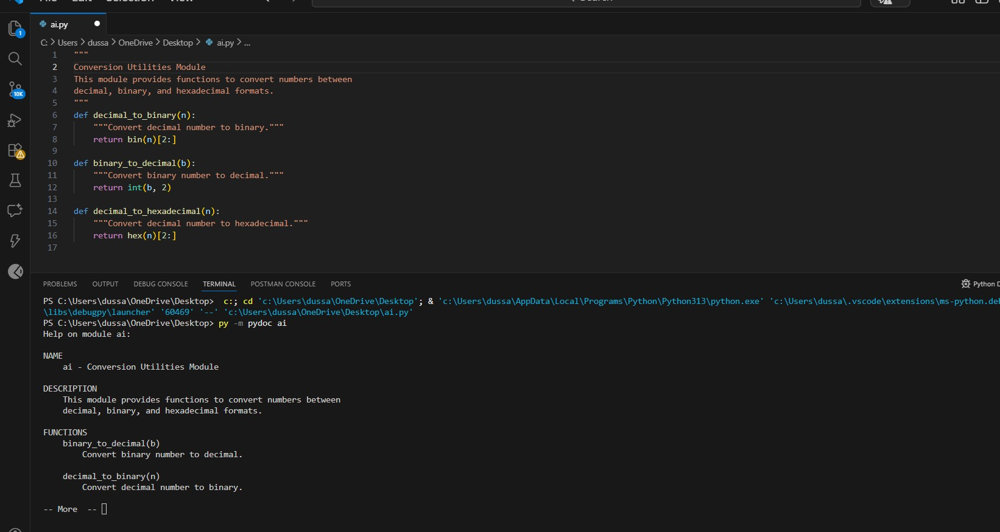 File Edit Selection View Search
ai.py
C: > Users > dussa > OneDrive > Desktop > ai.py > ...
1
10K
1 """
2 Conversion Utilities Module
3 This module provides functions to convert numbers between
4 decimal, binary, and hexadecimal formats.
5 """
6 def decimal_to_binary(n):
7     """Convert decimal number to binary."""
8     return bin(n)[2:]
9
10 def binary_to_decimal(b):
11     """Convert binary number to decimal."""
12     return int(b, 2)
13
14 def decimal_to_hexadecimal(n):
15     """Convert decimal number to hexadecimal."""
16     return hex(n)[2:]
17
PROBLEMS OUTPUT DEBUG CONSOLE TERMINAL POSTMAN CONSOLE PORTS Python D
PS C:\Users\dussa\OneDrive\Desktop>  c:; cd 'c:\Users\dussa\OneDrive\Desktop'; & 'c:\Users\dussa\AppData\Local\Programs\Python\Python313\python.exe' 'c:\Users\dussa\.vscode\extensions\ms-python.de
\libs\debugpy\launcher' '60469' '--' 'c:\Users\dussa\OneDrive\Desktop\ai.py'
PS C:\Users\dussa\OneDrive\Desktop> py -m pydoc ai
Help on module ai:
NAME
    ai - Conversion Utilities Module
DESCRIPTION
    This module provides functions to convert numbers between
    decimal, binary, and hexadecimal formats.
FUNCTIONS
    binary_to_decimal(b)
        Convert binary number to decimal.
    decimal_to_binary(n)
        Convert decimal number to binary.
-- More  --